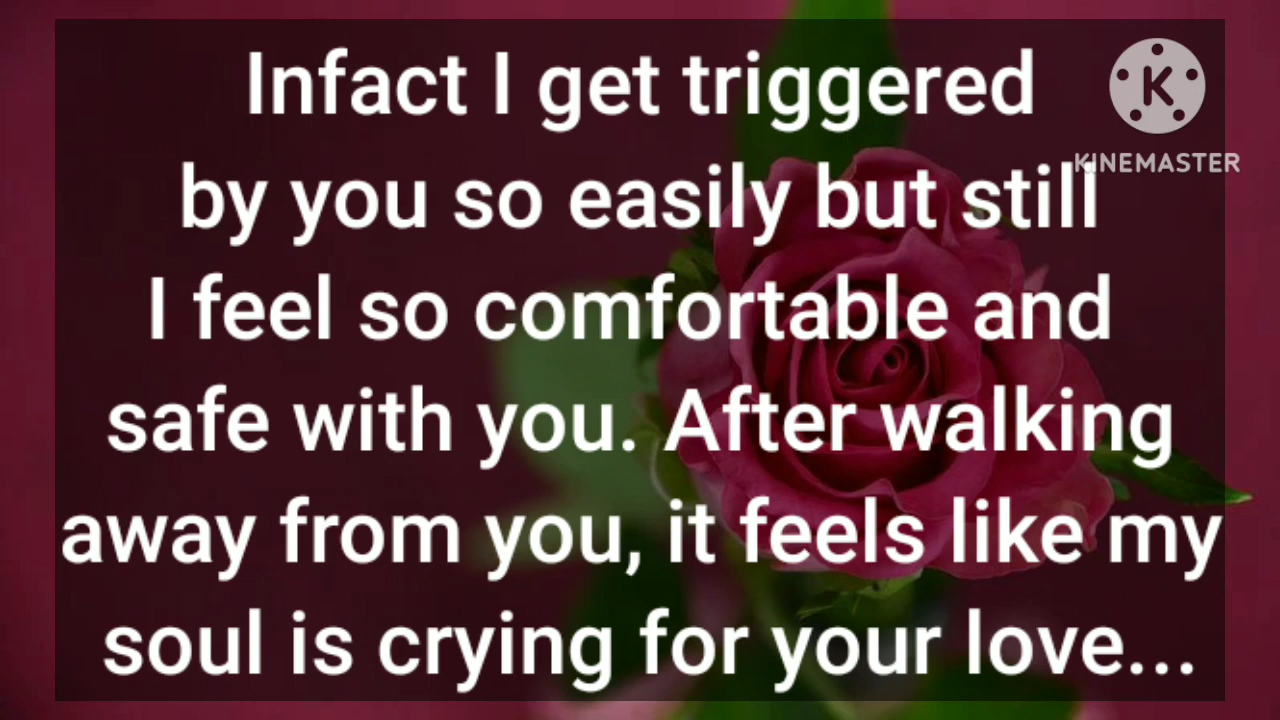 Infact I get triggered
by you so easily but still
I feel so comfortable and
safe with you. After walking
away from you, it feels like my
soul is crying for your love...
K
KINEMASTER